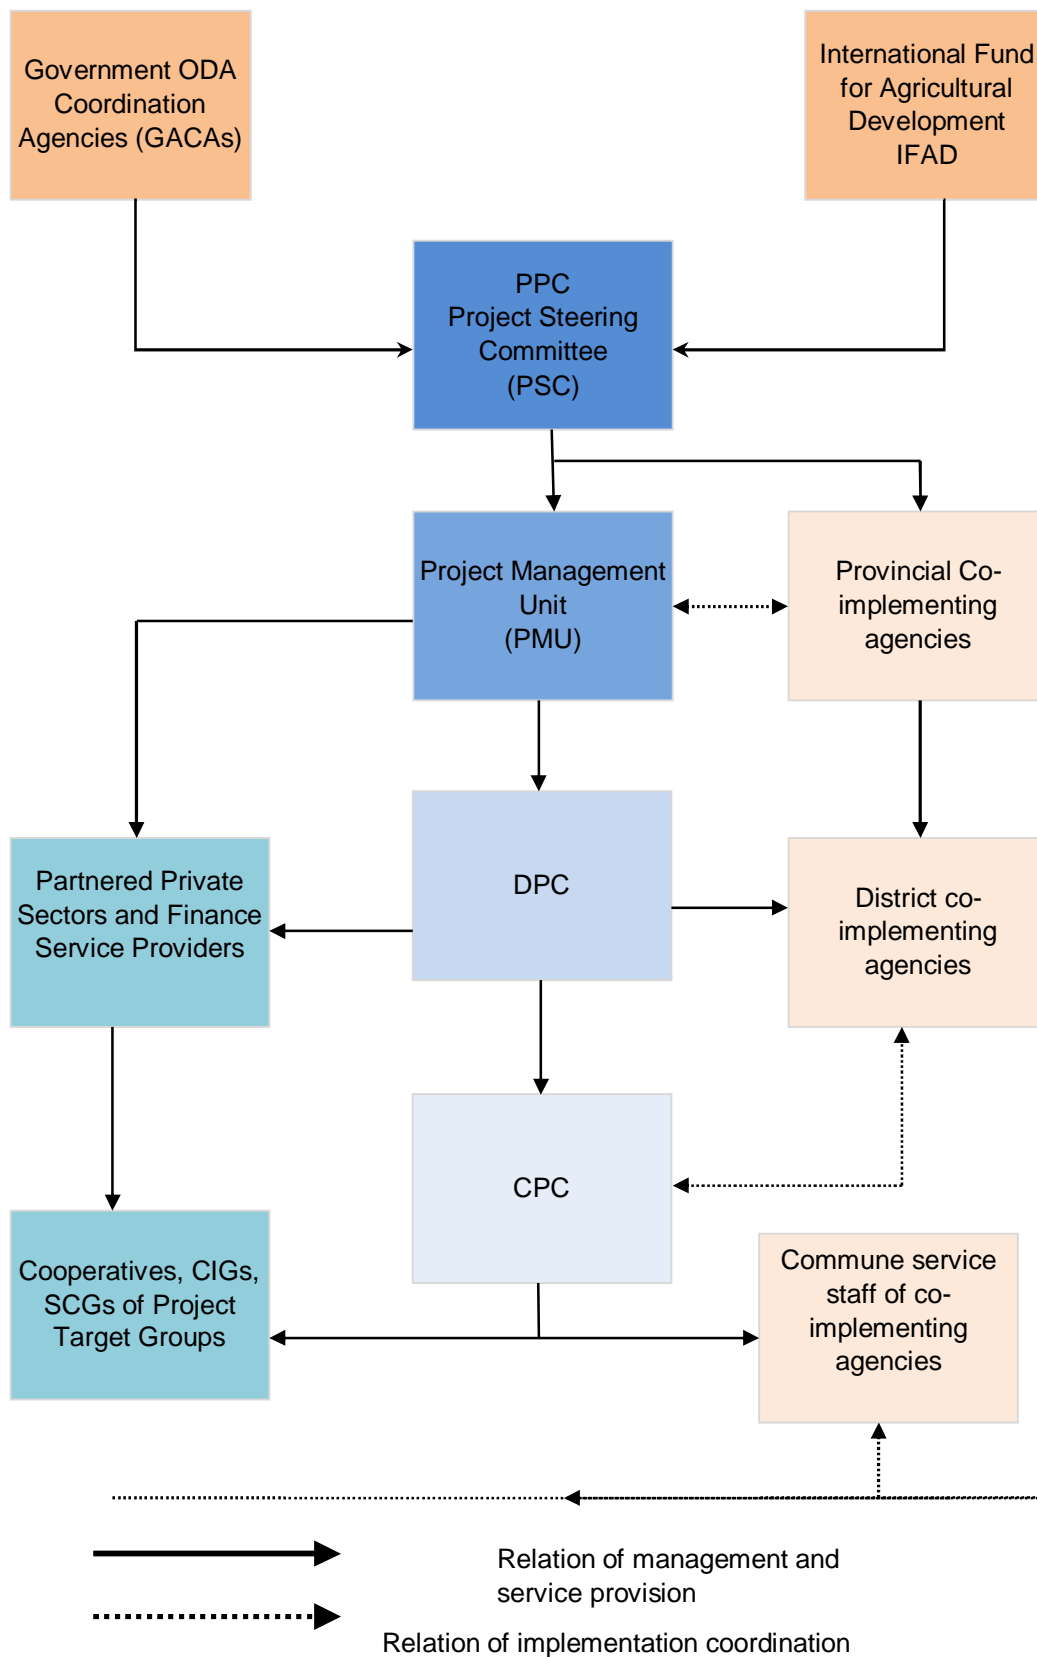 Government ODA
Coordination
Agencies (GACAs)
International Fund
for Agricultural
Development
IFAD
PPC
Project Steering
Committee
(PSC)
Project Management
Unit
(PMU)
Provincial Co-
implementing
agencies
Partnered Private
Sectors and Finance
Service Providers
DPC
District co-
implementing
agencies
CPC
Cooperatives, CIGs,
SCGs of Project
Target Groups
Commune service
staff of co-
implementing
agencies
Relation of management and
service provision
Relation of implementation coordination